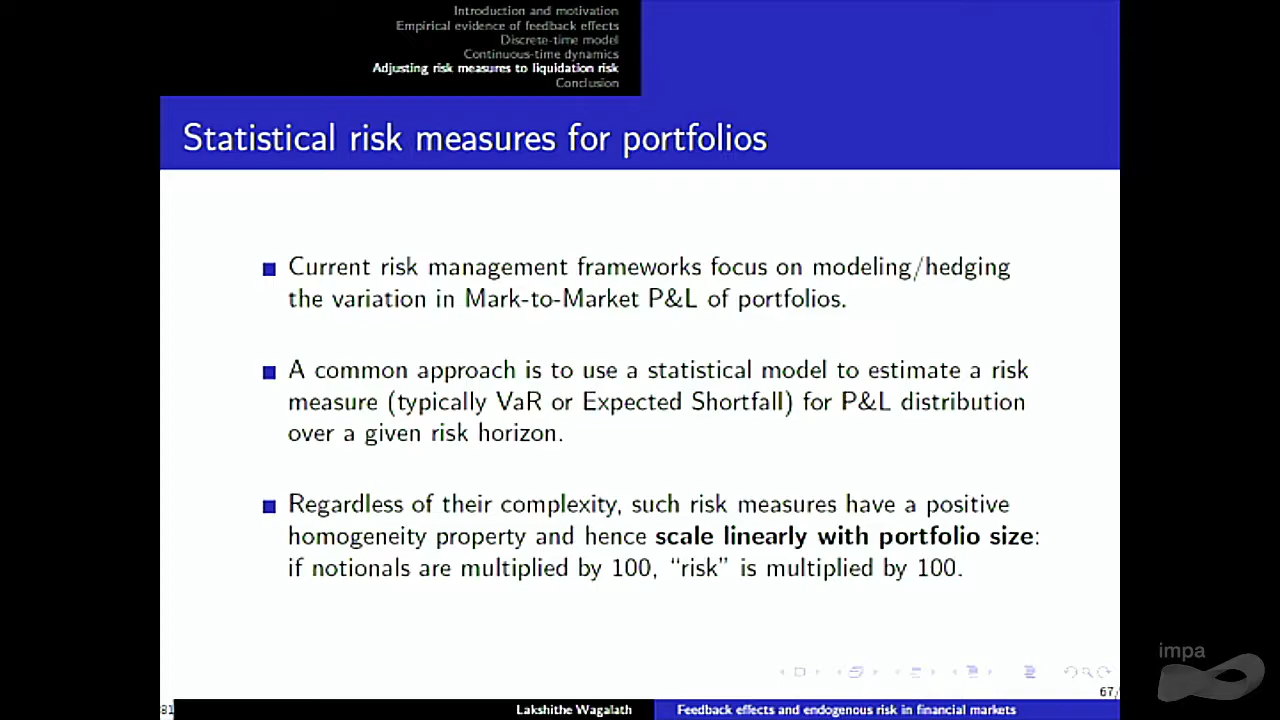 Introduction and motivation
Empirical evidence of feedback effects
Discrete-time model
Continuous-time dynamics
Adjusting risk measures to liquidation risk
Conclusion
Statistical risk measures for portfolios
Current risk management frameworks focus on modeling/hedging
the variation in Mark-to-Market P&L of portfolios.
A common approach is to use a statistical model to estimate a risk
measure (typically VaR or Expected Shortfall) for P&L distribution
over a given risk horizon.
Regardless of their complexity, such risk measures have a positive
homogeneity property and hence scale linearly with portfolio size:
if notionals are multiplied by 100, “risk” is multiplied by 100.
impa
67/
81
Lakshithe Wagalath
Feedback effects and endogenous risk in financial markets